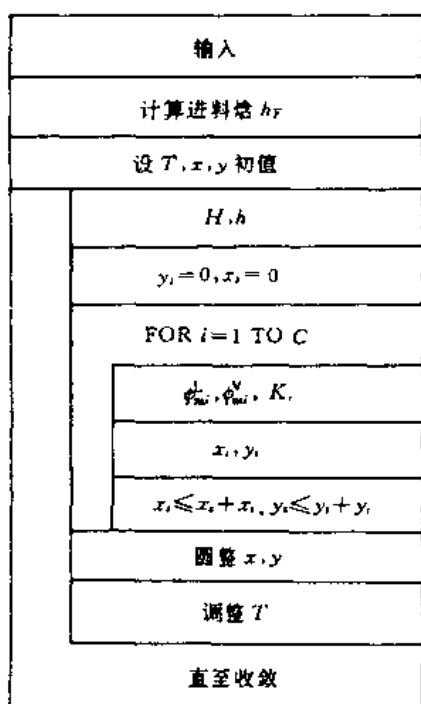 输入
计算进料焓 h_F
设 T, x, y 初值
H, h
y_s=0, x_s=0
FOR i=1 TO C
φ^L_mi, φ^V_mi, K_i
x_i, y_i
x_s≤x_s+x_i, y_s≤y_s+y_i
圆整 x, y
调整 T
直至收敛